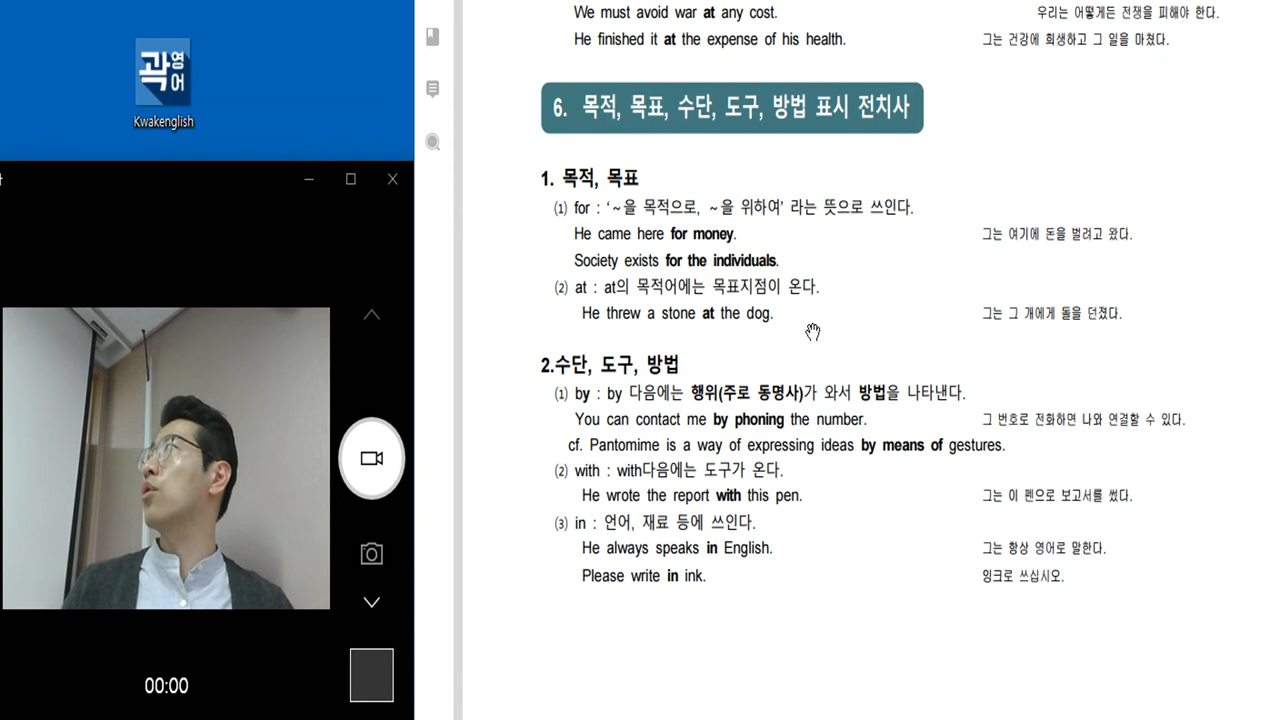 We must avoid war at any cost. 우리는 어떻게든 전쟁을 피해야 한다.
He finished it at the expense of his health. 그는 건강에 희생하고 그 일을 마쳤다.
곽영어
Kwakenglish
6. 목적, 목표, 수단, 도구, 방법 표시 전치사
1. 목적, 목표
(1) for : ‘~을 목적으로, ~을 위하여’ 라는 뜻으로 쓰인다.
He came here for money. 그는 여기에 돈을 벌려고 왔다.
Society exists for the individuals.
(2) at : at의 목적어에는 목표지점이 온다.
He threw a stone at the dog. 그는 그 개에게 돌을 던졌다.
2.수단, 도구, 방법
(1) by : by 다음에는 행위(주로 동명사)가 와서 방법을 나타낸다.
You can contact me by phoning the number. 그 번호로 전화하면 나와 연결할 수 있다.
cf. Pantomime is a way of expressing ideas by means of gestures.
(2) with : with다음에는 도구가 온다.
He wrote the report with this pen. 그는 이 펜으로 보고서를 썼다.
(3) in : 언어, 재료 등에 쓰인다.
He always speaks in English. 그는 항상 영어로 말한다.
Please write in ink. 잉크로 쓰십시오.
00:00